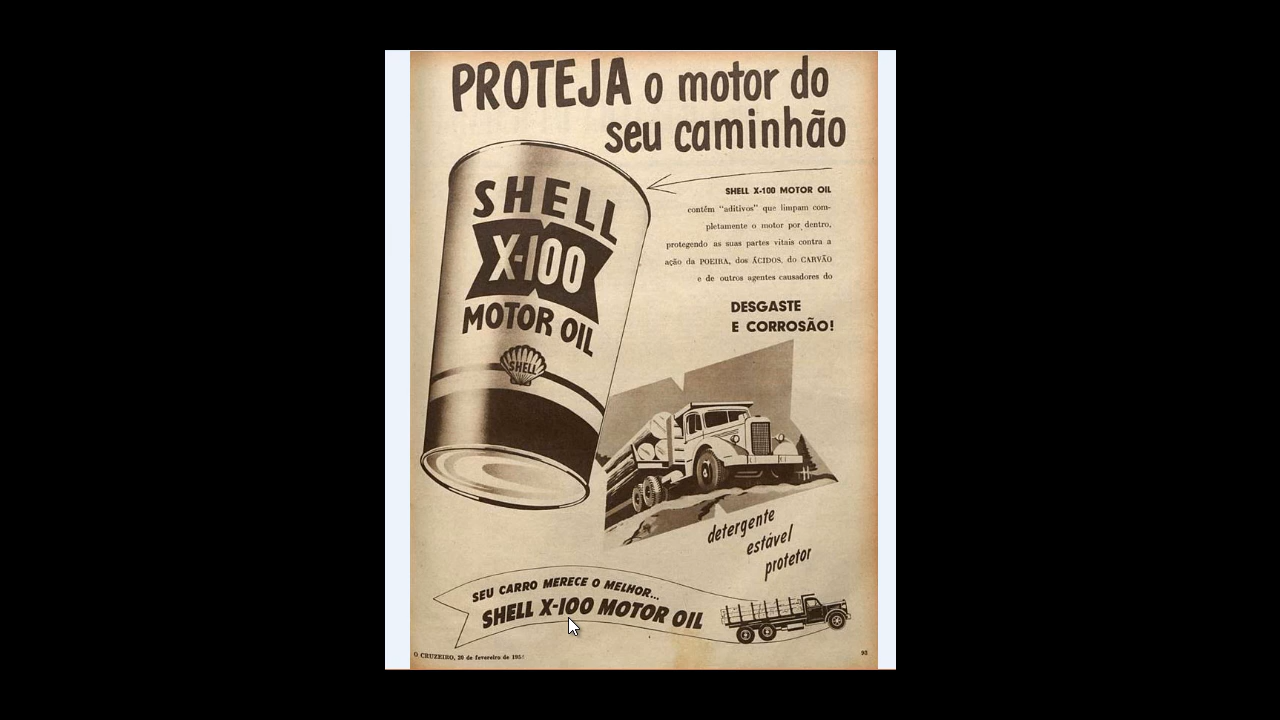 PROTEJA o motor do
seu caminhão
SHELL
X-100
MOTOR OIL
SHELL
SHELL X-100 MOTOR OIL
contêm "aditivos" que limpam com-
pletamente o motor por dentro,
protegendo as suas partes vitais contra a
ação da POEIRA, dos ÁCIDOS, do CARVÃO
e de outros agentes causadores do
DESGASTE
E CORROSÃO!
detergente
estável
protetor
SEU CARRO MERECE O MELHOR...
SHELL X-100 MOTOR OIL
O CRUZEIRO, 20 de fevereiro de
95